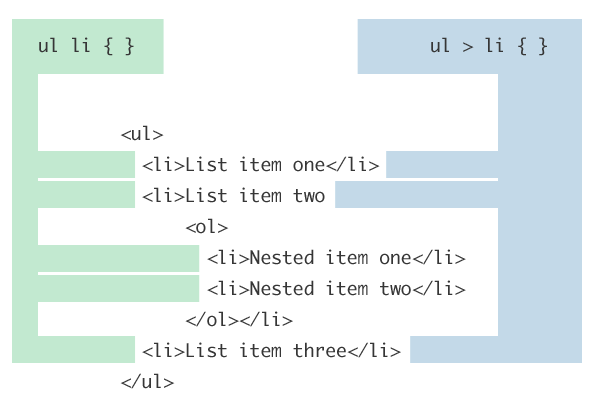 ul li { }
ul > li { }
<ul>
<li>List item one</li>
<li>List item two
<ol>
<li>Nested item one</li>
<li>Nested item two</li>
</ol></li>
<li>List item three</li>
</ul>